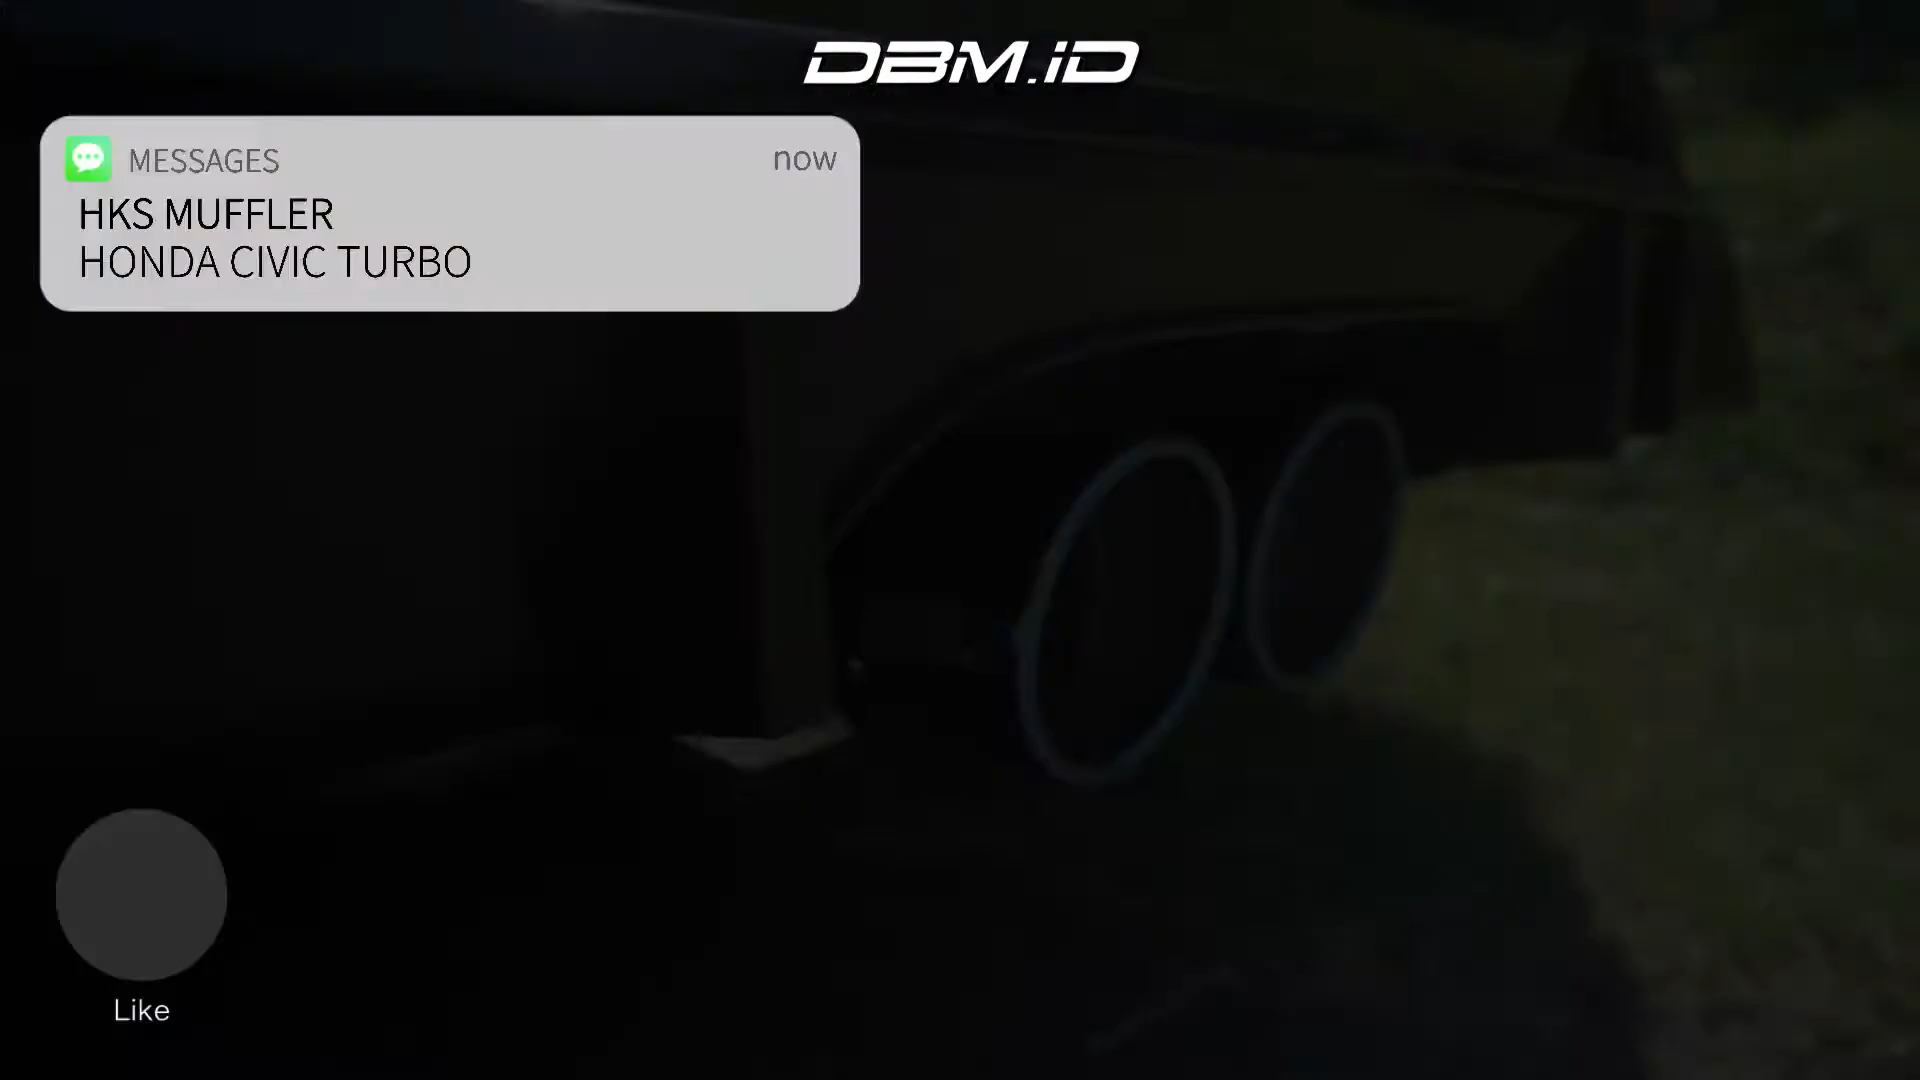 DBM.iD
MESSAGES
now
HKS MUFFLER
HONDA CIVIC TURBO
Like